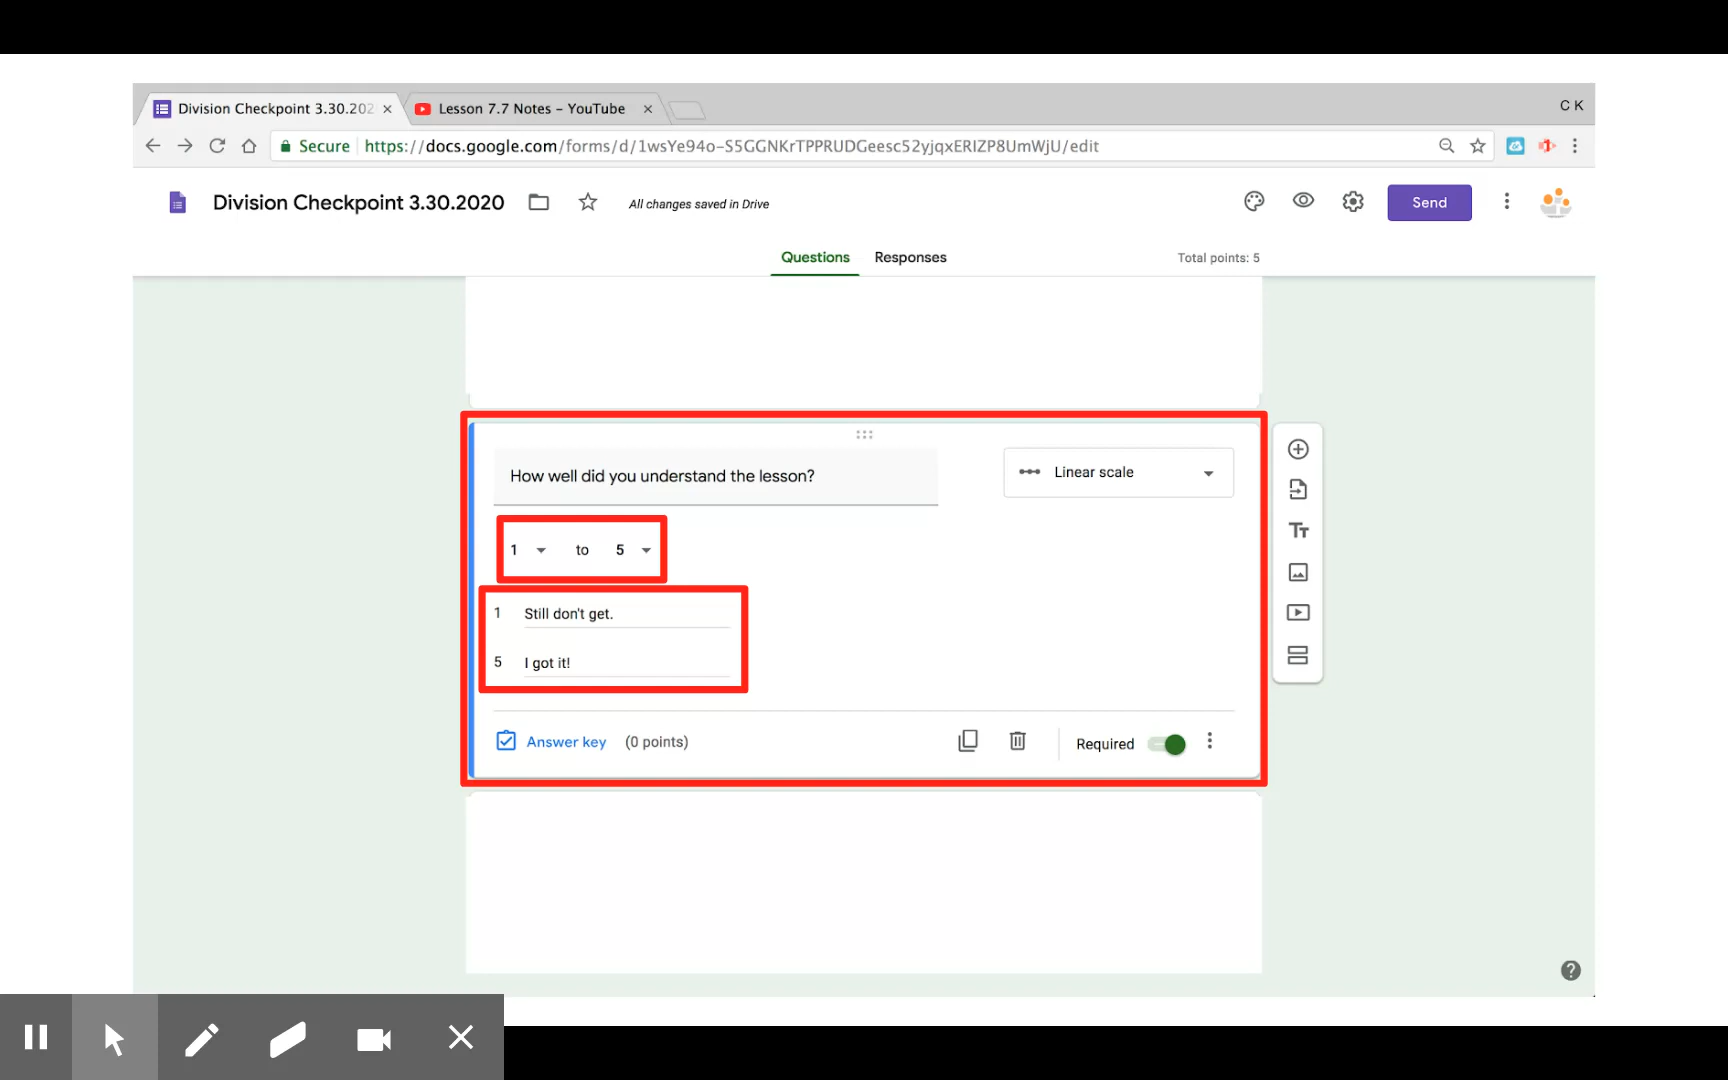 Division Checkpoint 3.30.202
Lesson 7.7 Notes – YouTube
C K
Secure
https://docs.google.com/forms/d/1wsYe94o-S5GGNKrTPPRUDGeesc52yjqxERIZP8UmWjU/edit
Division Checkpoint 3.30.2020
All changes saved in Drive
Send
Questions
Responses
Total points: 5
How well did you understand the lesson?
Linear scale
1 to 5
1 Still don't get.
5 I got it!
Answer key (0 points)
Required